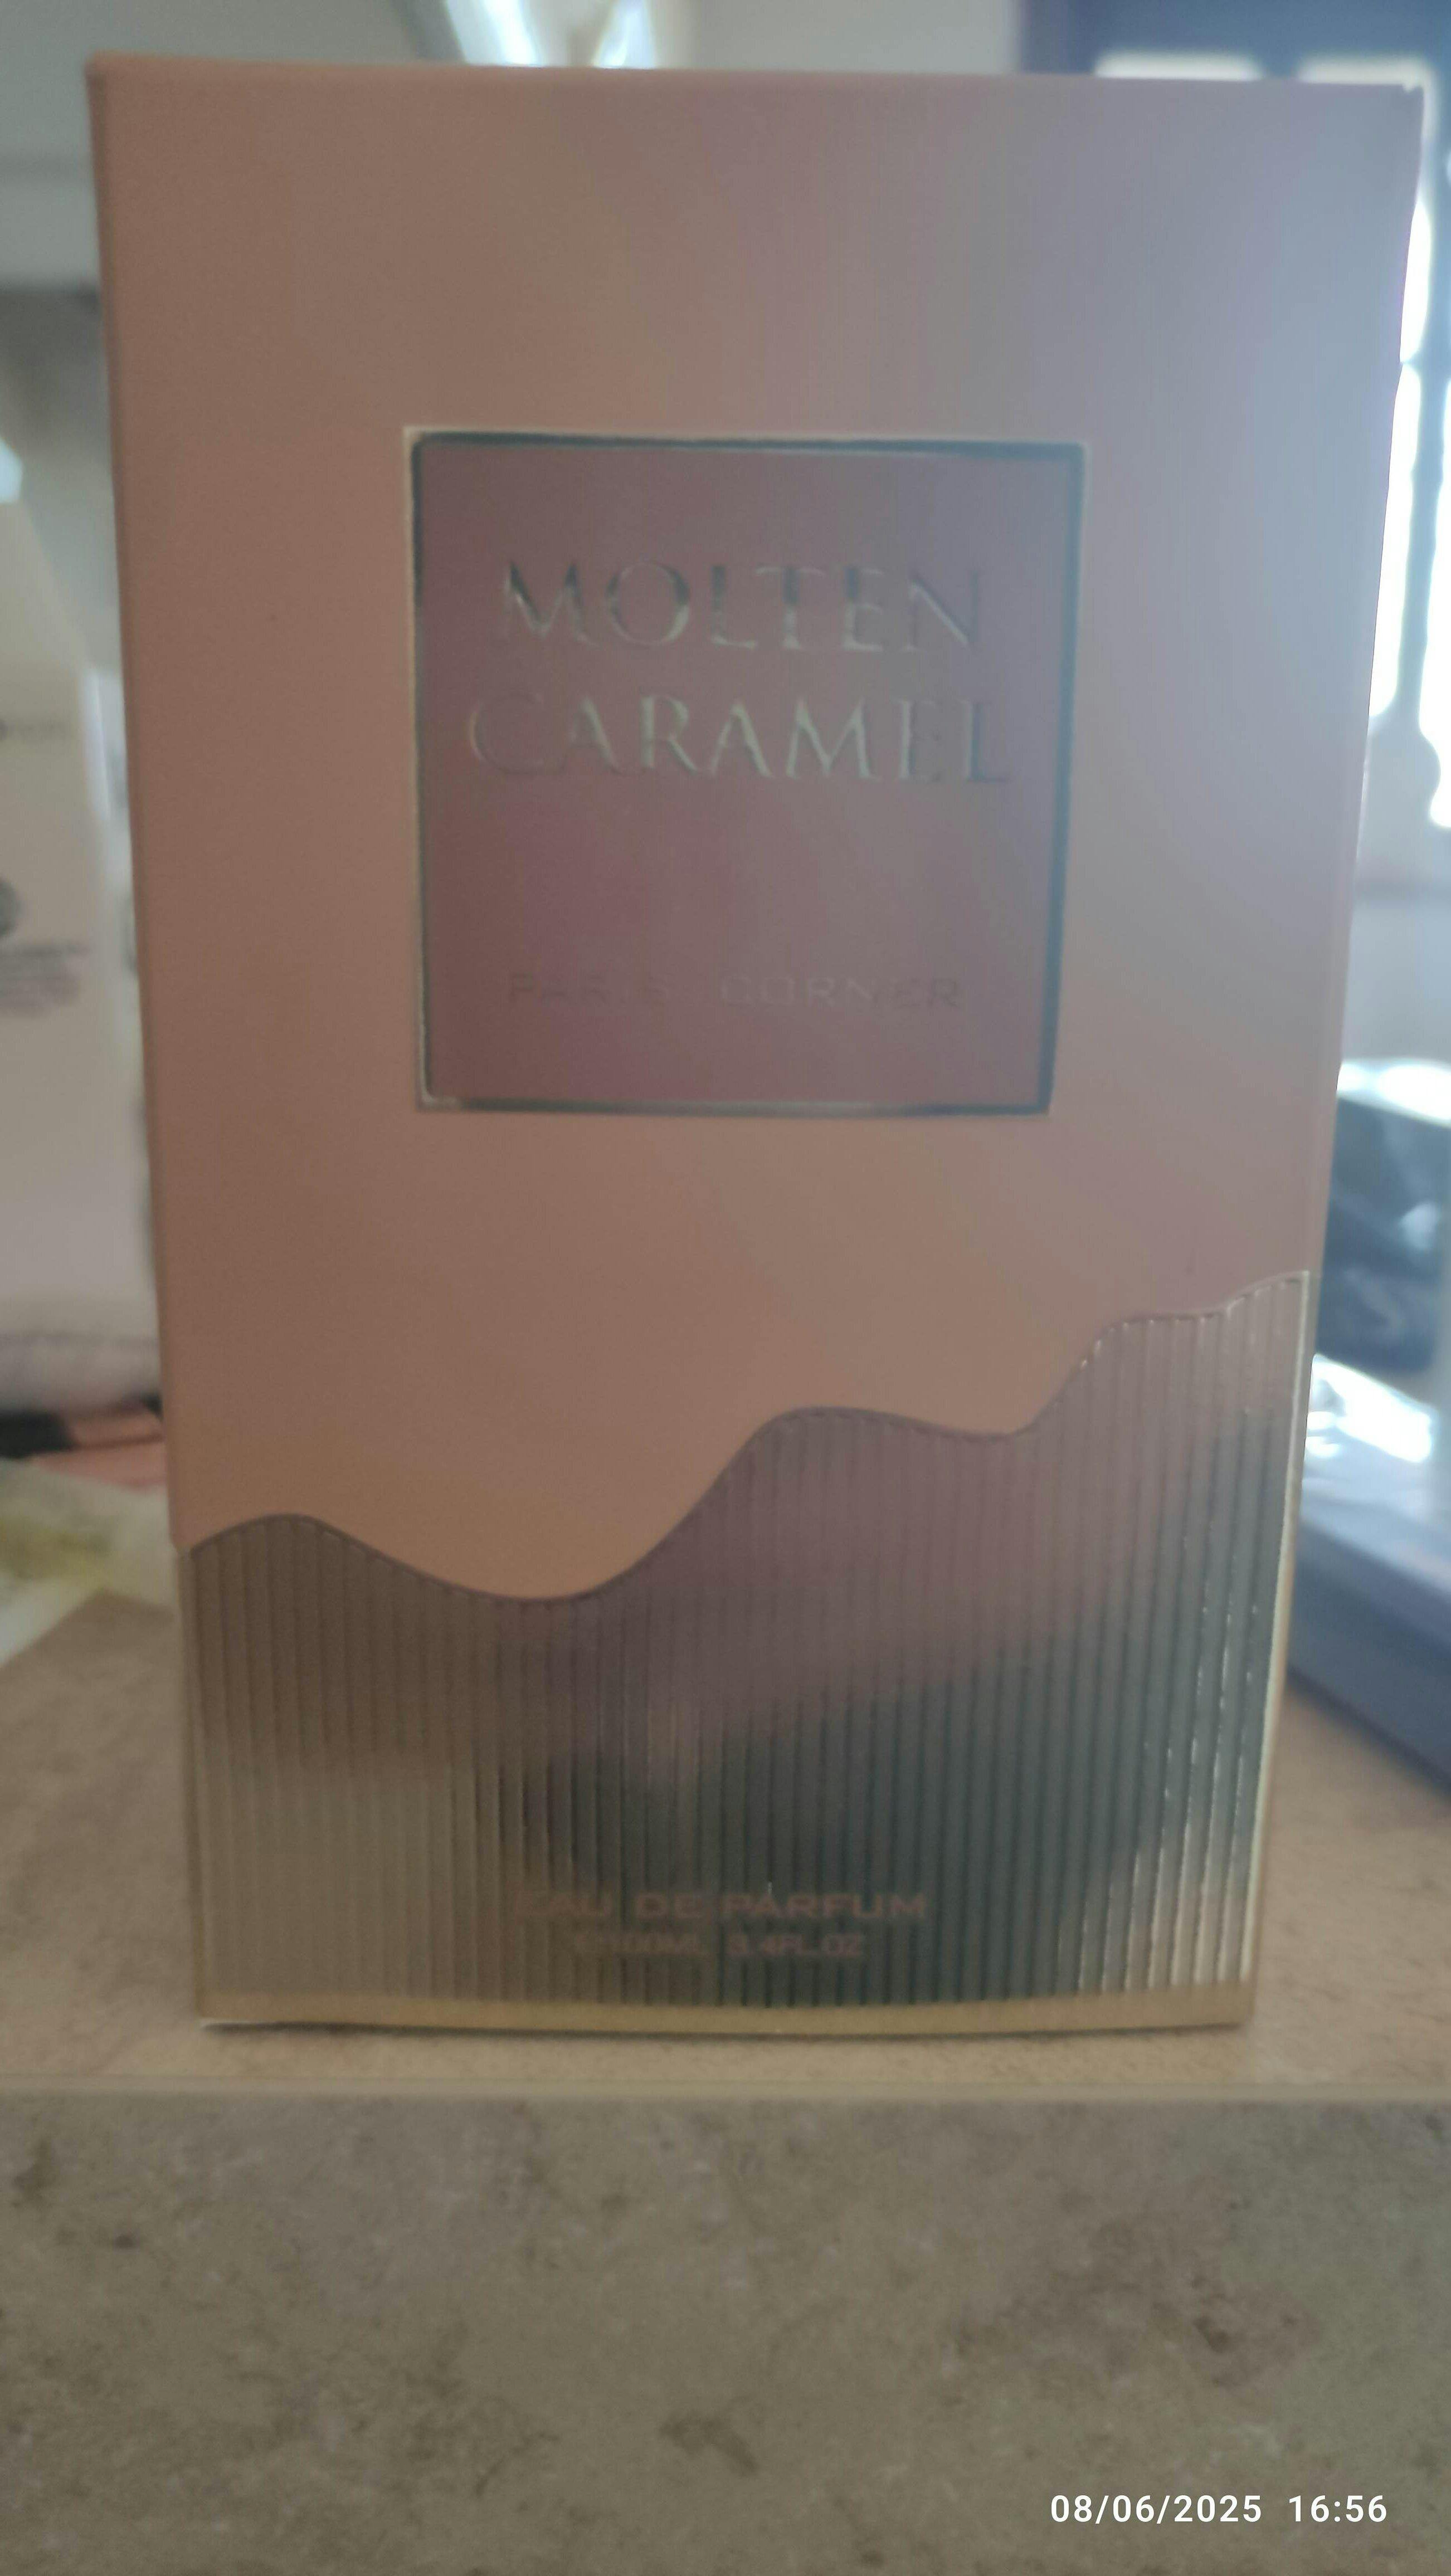 MOLTEN
CARAMEL
PARIS CORNER
EAU DE PARFUM
100ML 3.4FL.OZ
08/06/2025 16:56